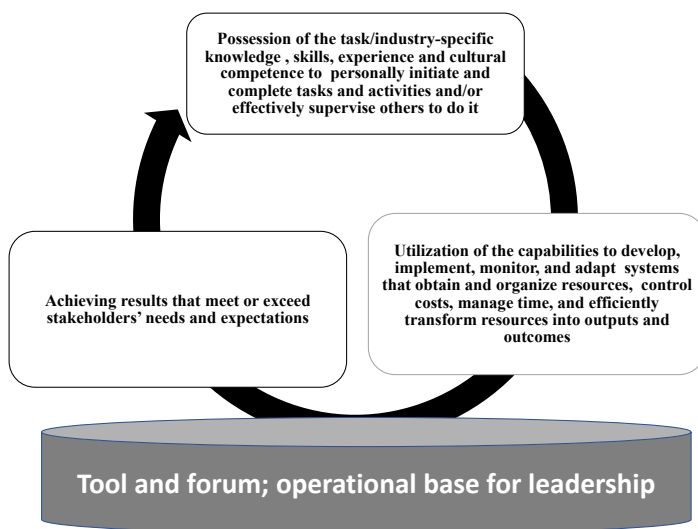 Possession of the task/industry-specific
knowledge , skills, experience and cultural
competence to personally initiate and
complete tasks and activities and/or
effectively supervise others to do it
Utilization of the capabilities to develop,
implement, monitor, and adapt systems
that obtain and organize resources, control
costs, manage time, and efficiently
transform resources into outputs and
outcomes
Achieving results that meet or exceed
stakeholders’ needs and expectations
Tool and forum; operational base for leadership